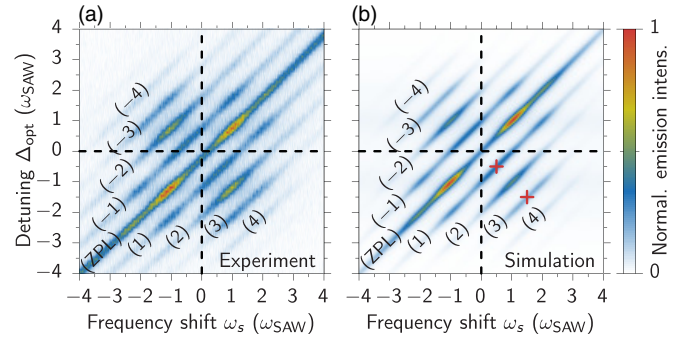 (a)
(b)
Detuning Δopt (ωSAW)
4
3
2
1
0
−1
−2
−3
−4
(−4)
(−3)
(−2)
(−1)
(ZPL)
(1)
(2)
(3)
(4)
Experiment
−4 −3 −2 −1 0 1 2 3 4
Frequency shift ωs (ωSAW)
(−4)
(−3)
(−2)
(−1)
(ZPL)
(1)
(2)
(3)
(4)
Simulation
−4 −3 −2 −1 0 1 2 3 4
Frequency shift ωs (ωSAW)
1
0
Normal. emission intens.